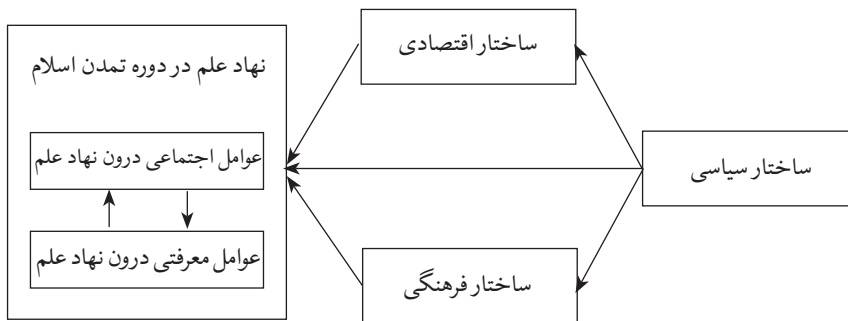 ساختار اقتصادی
نهاد علم در دوره تمدن اسلام
عوامل اجتماعی درون نهاد علم
ساختار سیاسی
عوامل معرفتی درون نهاد علم
ساختار فرهنگی